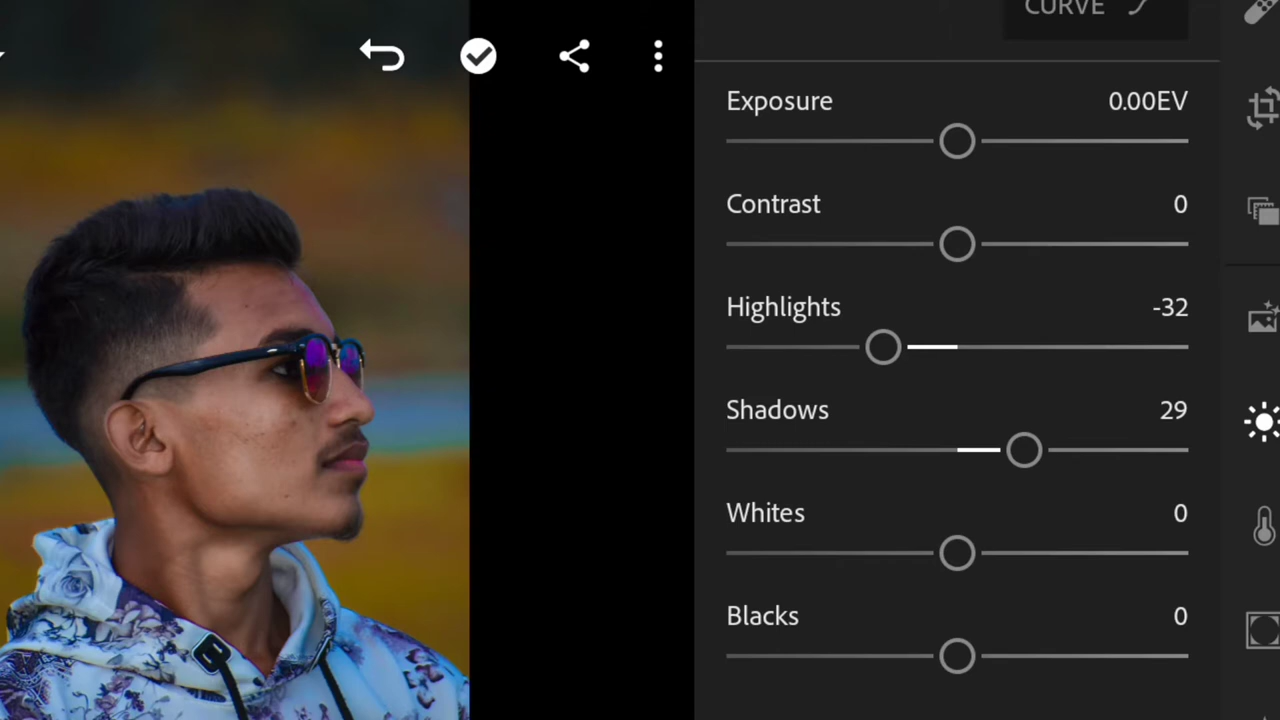 CURVE
Exposure 0.00EV
Contrast 0
Highlights -32
Shadows 29
Whites 0
Blacks 0